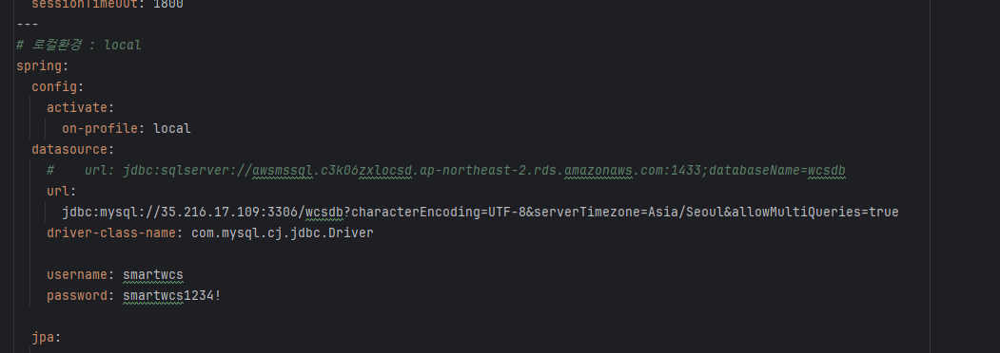 sessionTimeOut: 1800
---
# 로컬환경 : local
spring:
config:
activate:
on-profile: local
datasource:
#    url: jdbc:sqlserver://awsmssql.c3k06zxlocsd.ap-northeast-2.rds.amazonaws.com:1433;databaseName=wcsdb
url:
jdbc:mysql://35.216.17.109:3306/wcsdb?characterEncoding=UTF-8&serverTimezone=Asia/Seoul&allowMultiQueries=true
driver-class-name: com.mysql.cj.jdbc.Driver
username: smartwcs
password: smartwcs1234!
jpa: